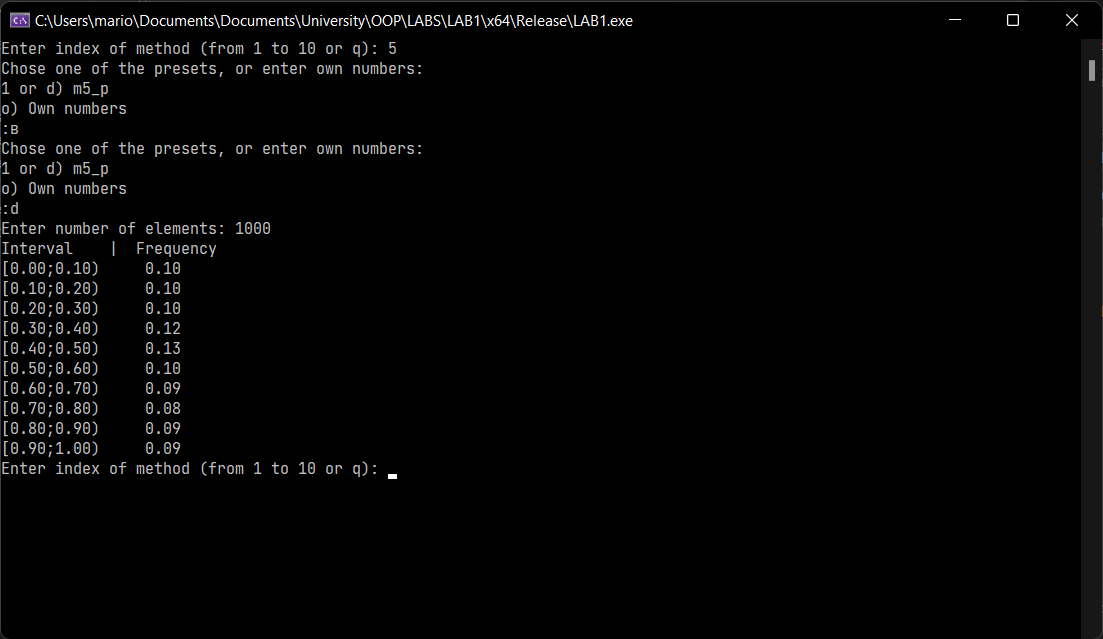 C:\Users\mario\Documents\Documents\University\OOP\LABS\LAB1\x64\Release\LAB1.exe
Enter index of method (from 1 to 10 or q): 5
Chose one of the presets, or enter own numbers:
1 or d) m5_p
o) Own numbers
:в
Chose one of the presets, or enter own numbers:
1 or d) m5_p
o) Own numbers
:d
Enter number of elements: 1000
Interval    |  Frequency
[0.00;0.10)     0.10
[0.10;0.20)     0.10
[0.20;0.30)     0.10
[0.30;0.40)     0.12
[0.40;0.50)     0.13
[0.50;0.60)     0.10
[0.60;0.70)     0.09
[0.70;0.80)     0.08
[0.80;0.90)     0.09
[0.90;1.00)     0.09
Enter index of method (from 1 to 10 or q):